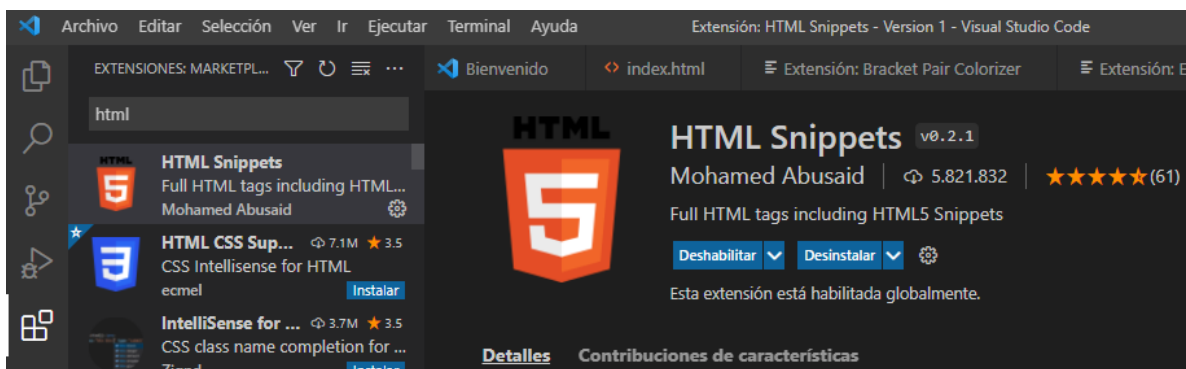 Archivo Editar Selección Ver Ir Ejecutar Terminal Ayuda Extensión: HTML Snippets - Version 1 - Visual Studio Code
EXTENSIONES: MARKETPL...
html
HTML
5
HTML Snippets
Full HTML tags including HTML...
Mohamed Abusaid
HTML CSS Sup... 7.1M 3.5
CSS Intellisense for HTML
ecmel Instalar
IntelliSense for ... 3.7M 3.5
CSS class name completion for ...
Zignd Instalar
Bienvenido index.html Extensión: Bracket Pair Colorizer Extensión: E
HTML
5
HTML Snippets v0.2.1
Mohamed Abusaid 5.821.832 (61)
Full HTML tags including HTML5 Snippets
Deshabilitar Desinstalar
Esta extensión está habilitada globalmente.
Detalles Contribuciones de características